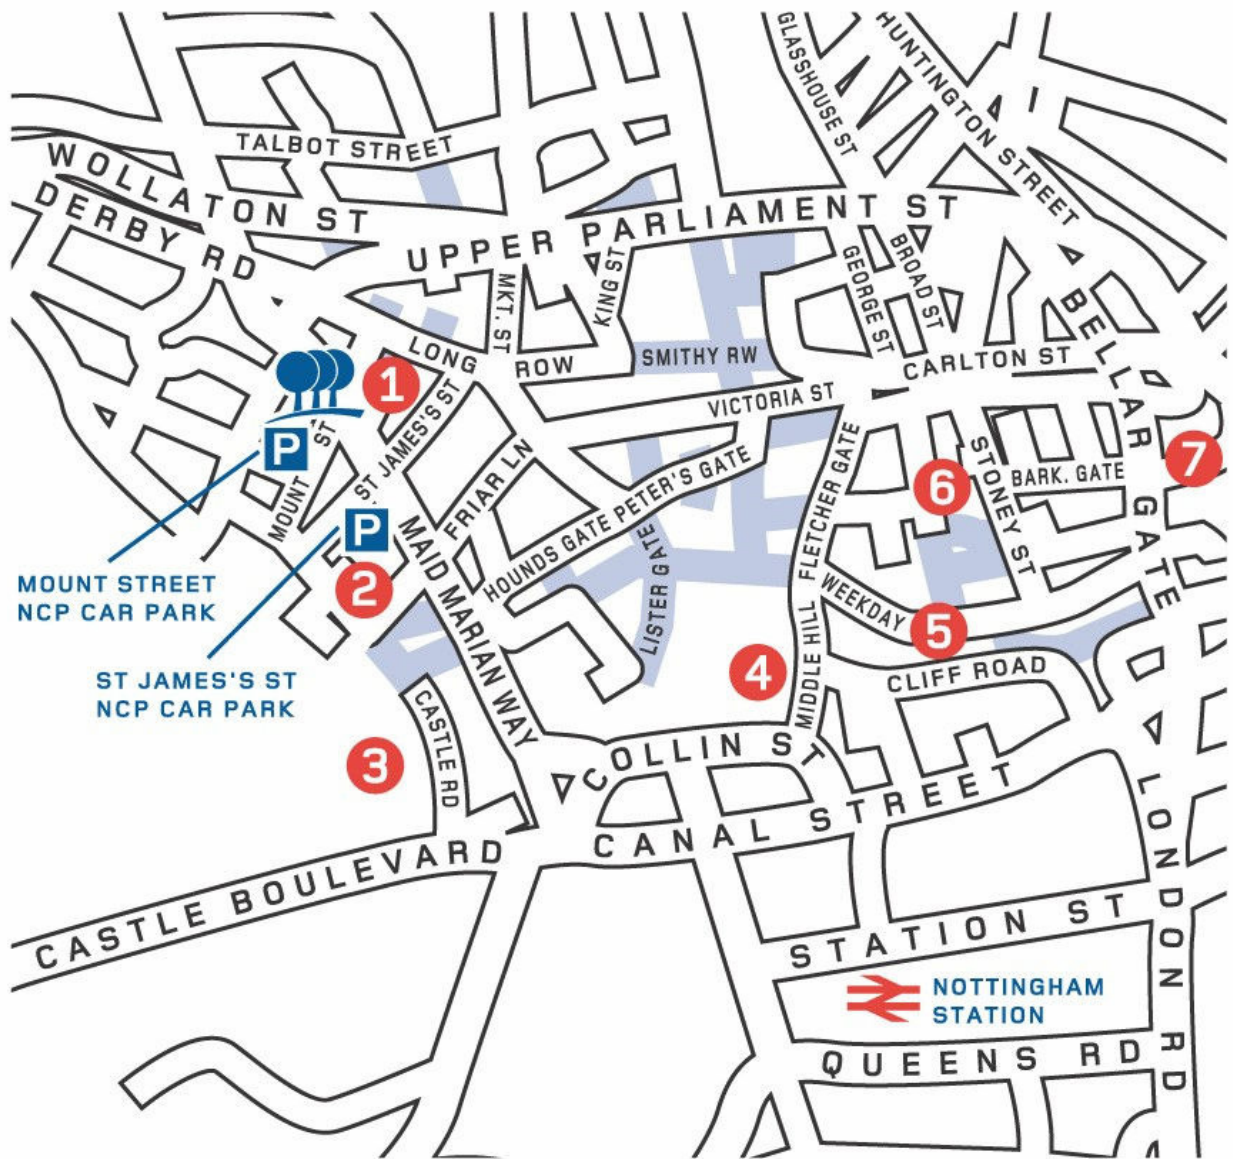 GLASSHOUSE ST
HUNTINGTON STREET
TALBOT STREET
WOLLATON ST
DERBY RD
UPPER PARLIAMENT ST
KING ST
MKT. ST
GEORGE ST
BROAD ST
BELLAR GATE
LONG ROW
SMITHY RW
CARLTON ST
VICTORIA ST
1
P
MOUNT ST
ST JAMES'S ST
FRIAR'LN
HOUNDS GATE
PETER'S GATE
FLETCHER GATE
STONEY ST
BARK. GATE
6
7
P
MAID MARIAN WAY
LISTER GATE
MOUNT STREET
NCP CAR PARK
2
WEEKDAY
5
ST JAMES'S ST
NCP CAR PARK
4
MIDDLE HILL
CLIFF ROAD
CASTLE RD
3
COLLIN ST
CANAL STREET
CASTLE BOULEVARD
LONDON RD
STATION ST
NOTTINGHAM
STATION
QUEENS RD